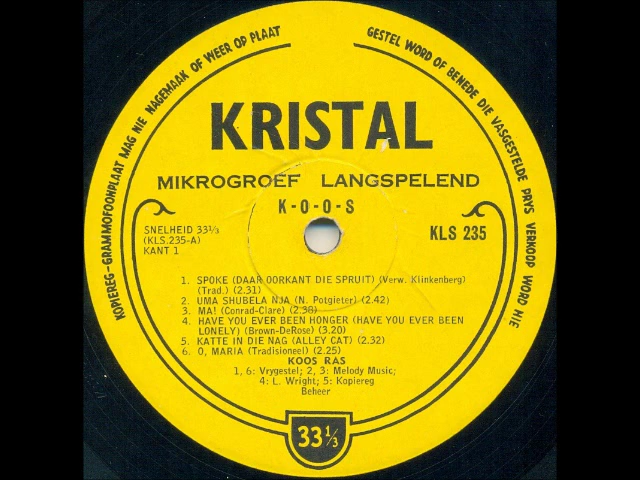 KOPIEREG-GRAMMOFOONPLAAT MAG NIE NAGEMAAK OF WEER OP PLAAT
GESTEL WORD OF BENEDE DIE VASGESTELDE PRYS VERKOOP WORD NIE
KRISTAL
MIKROGROEF LANGSPELEND
K-O-O-S
SNELHEID 33⅓
(KLS.235-A)
KANT 1
KLS 235
1. SPOKE (DAAR OORKANT DIE SPRUIT) (Verw. Klinkenberg)
(Trad.) (2.31)
2. UMA SHUBELA NJA (N. Potgieter) (2.42)
3. MA! (Conrad-Clare) (2.38)
4. HAVE YOU EVER BEEN HONGER (HAVE YOU EVER BEEN
LONELY) (Brown-DeRose) (3.20)
5. KATTE IN DIE NAG (ALLEY CAT) (2.32)
6. O, MARIA (Tradisioneel) (2.25)
KOOS RAS
1, 6: Vrygestel; 2, 3: Melody Music;
4: L. Wright; 5: Kopiereg
Beheer
33⅓